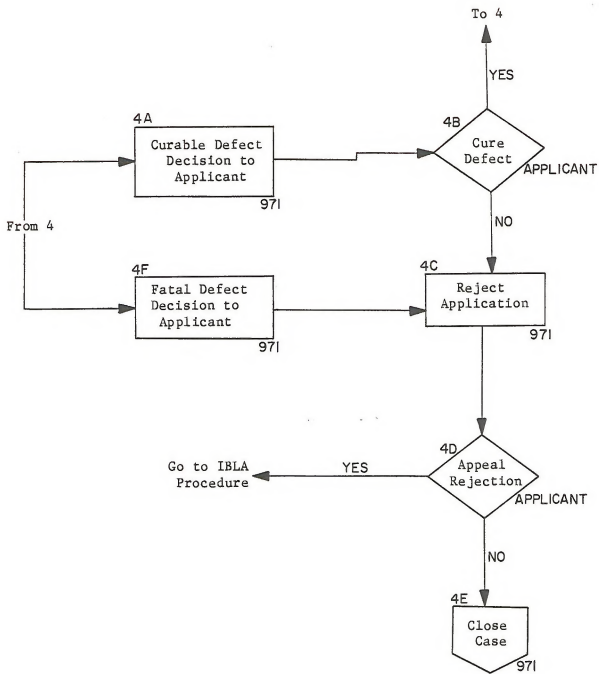 To 4
YES
4A
Curable Defect
Decision to
Applicant
971
4B
Cure
Defect
APPLICANT
From 4
NO
4F
Fatal Defect
Decision to
Applicant
971
4C
Reject
Application
971
4D
Appeal
Rejection
APPLICANT
YES
Go to IBLA
Procedure
NO
4E
Close
Case
971